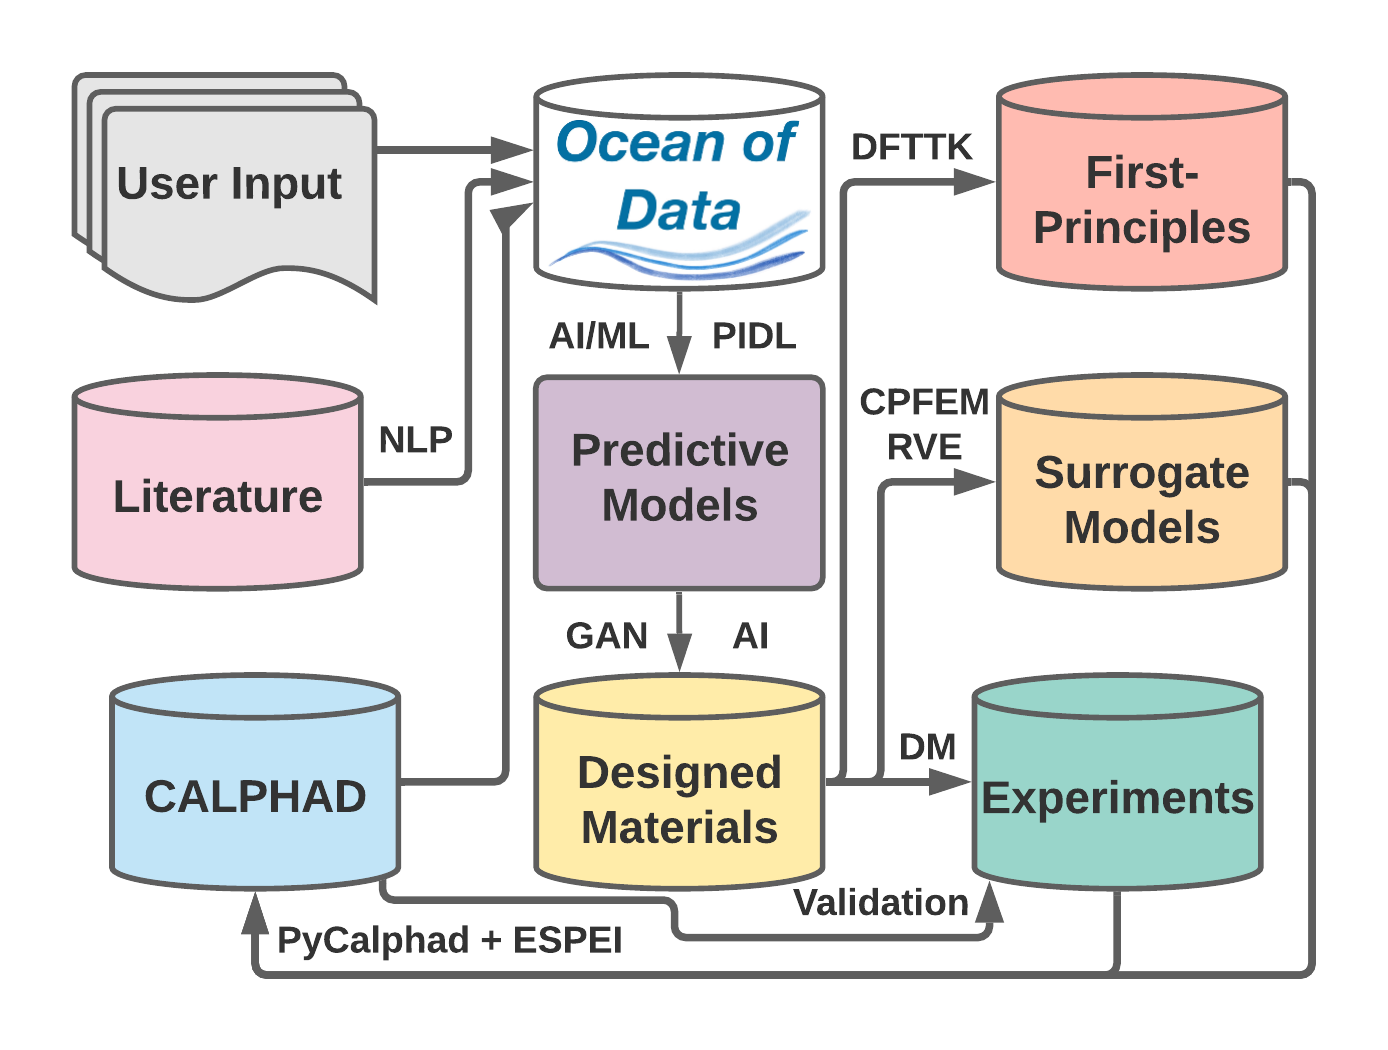 User Input
Ocean of
Data
DFTTK
First-
Principles
AI/ML
PIDL
Literature
NLP
Predictive
Models
CPFEM
RVE
Surrogate
Models
GAN
AI
CALPHAD
Designed
Materials
DM
Experiments
Validation
PyCalphad + ESPEI